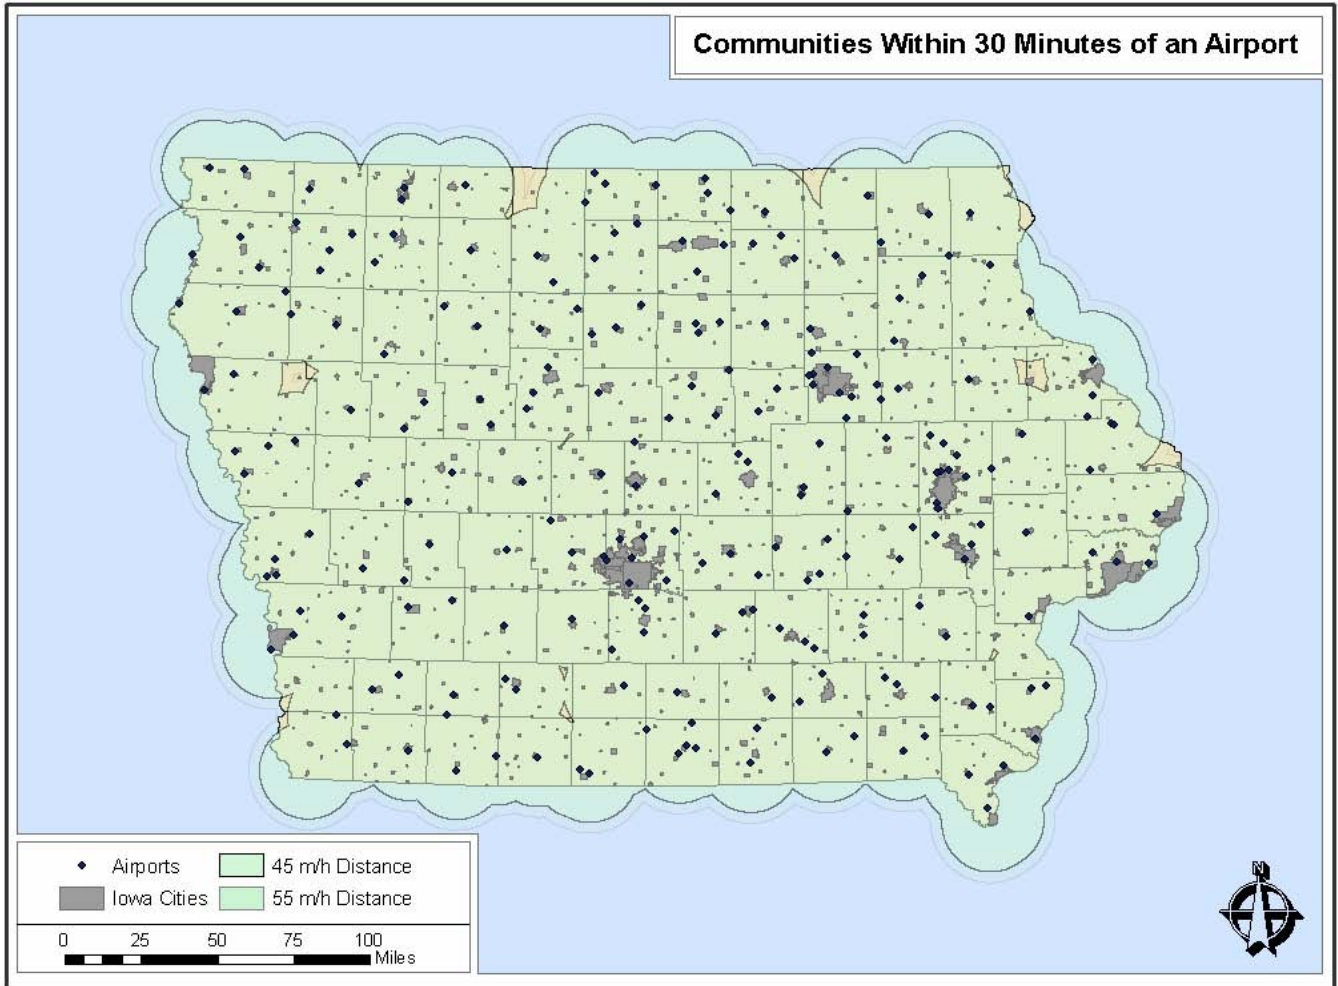 Communities Within 30 Minutes of an Airport
Airports
45 m/h Distance
Iowa Cities
55 m/h Distance
0 25 50 75 100
Miles
N